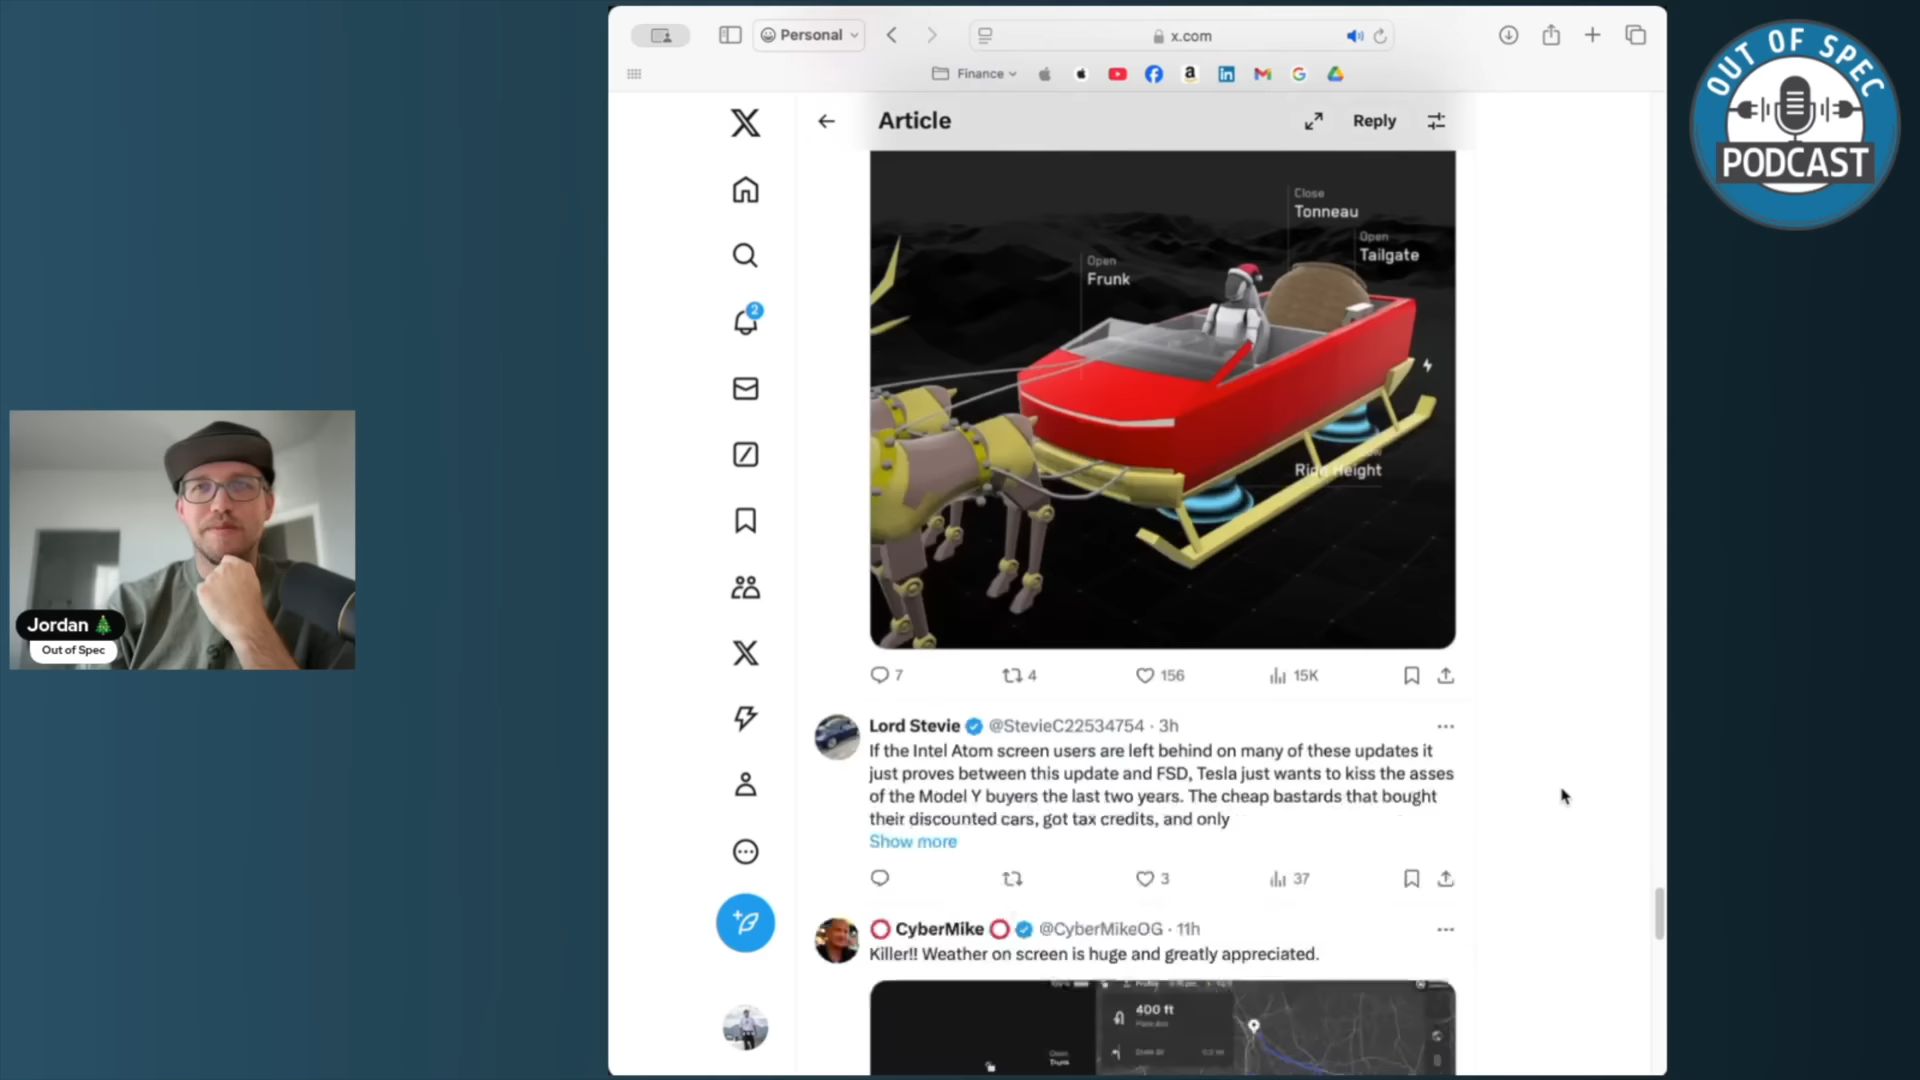 Personal
x.com
Finance
OUT OF SPEC
PODCAST
Article
Reply
Close
Tonneau
Open
Tailgate
Open
Frunk
Ride Height
2
7
4
156
15K
Jordan
Out of Spec
Lord Stevie @StevieC22534754 · 3h
If the Intel Atom screen users are left behind on many of these updates it
just proves between this update and FSD, Tesla just wants to kiss the asses
of the Model Y buyers the last two years. The cheap bastards that bought
their discounted cars, got tax credits, and only
Show more
3
37
CyberMike @CyberMikeOG · 11h
Killer!! Weather on screen is huge and greatly appreciated.
400 ft
Open
Trunk